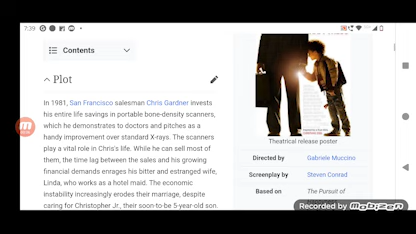 7:39
Contents
Plot
In 1981, San Francisco salesman Chris Gardner invests
his entire life savings in portable bone-density scanners,
which he demonstrates to doctors and pitches as a
handy improvement over standard X-rays. The scanners
play a vital role in Chris's life. While he can sell most of
them, the time lag between the sales and his growing
financial demands enrages his bitter and estranged wife,
Linda, who works as a hotel maid. The economic
instability increasingly erodes their marriage, despite
caring for Christopher Jr., their soon-to-be 5-year-old son.
Theatrical release poster
Directed by Gabriele Muccino
Screenplay by Steven Conrad
Based on The Pursuit of
Recorded by mobizen